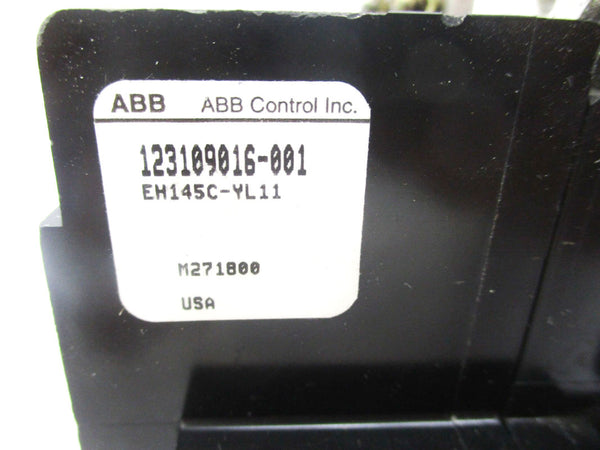 ABB ABB Control Inc.
123109016-001
EH145C-YL11
M271800
USA